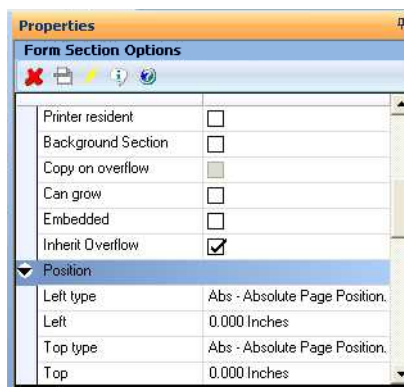 Properties
Form Section Options
Printer resident
Background Section
Copy on overflow
Can grow
Embedded
Inherit Overflow
Position
Left type Abs - Absolute Page Position.
Left 0.000 Inches
Top type Abs - Absolute Page Position.
Top 0.000 Inches